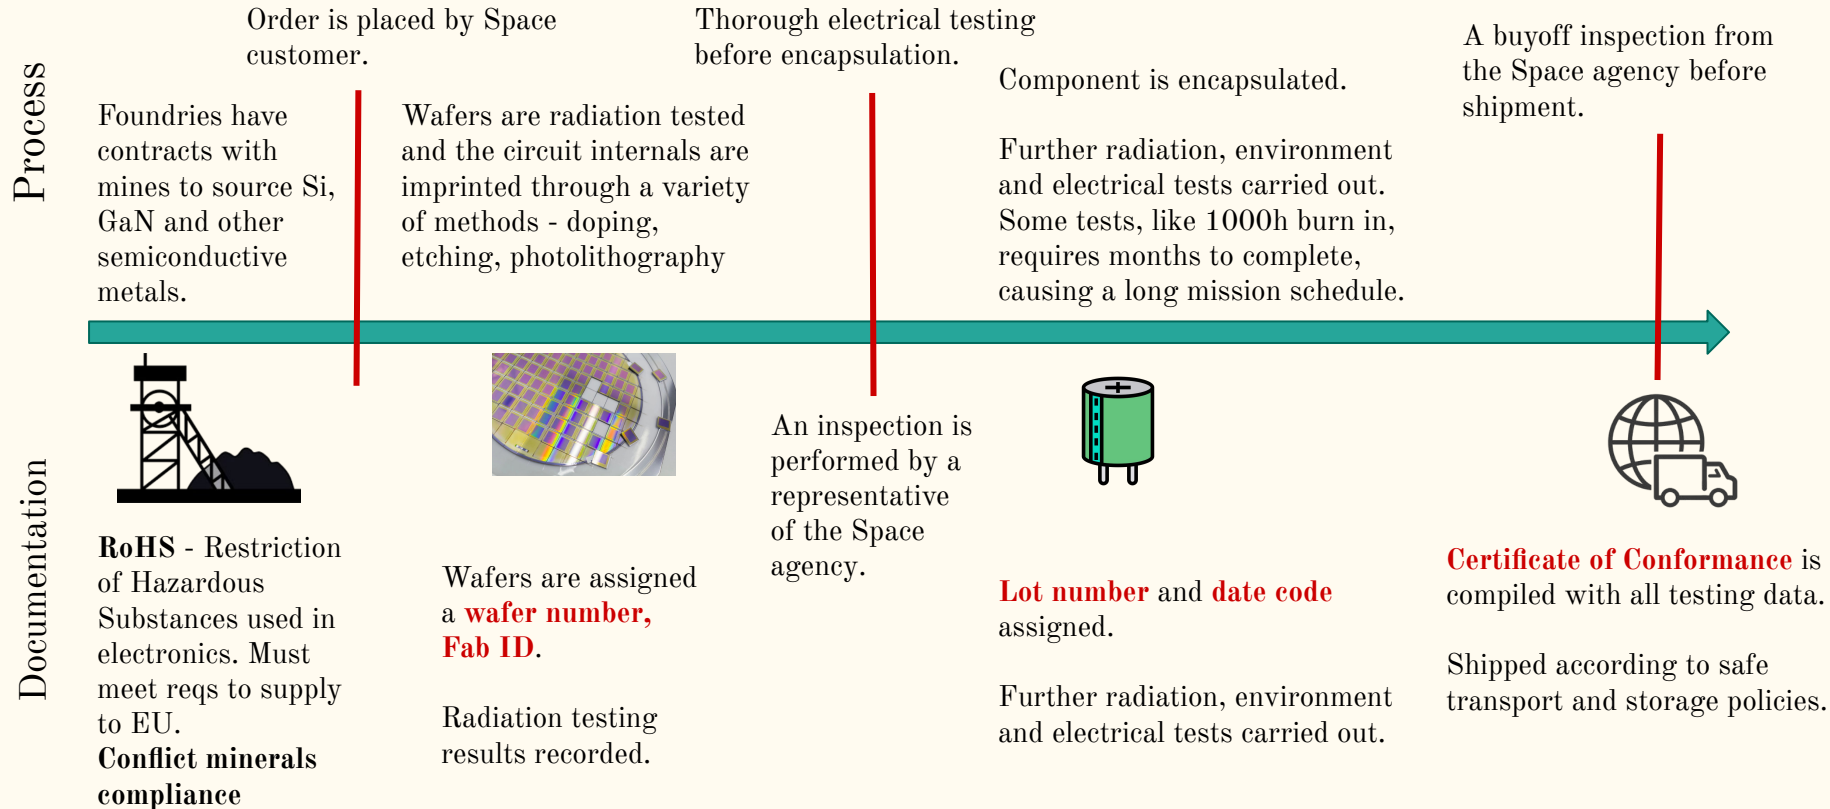 Process
Order is placed by Space
customer.
Foundries have
contracts with
mines to source Si,
GaN and other
semiconductive
metals.
Wafers are radiation tested
and the circuit internals are
imprinted through a variety
of methods - doping,
etching, photolithography
Thorough electrical testing
before encapsulation.
Component is encapsulated.
Further radiation, environment
and electrical tests carried out.
Some tests, like 1000h burn in,
requires months to complete,
causing a long mission schedule.
A buyoff inspection from
the Space agency before
shipment.
Documentation
RoHS - Restriction
of Hazardous
Substances used in
electronics. Must
meet reqs to supply
to EU.
Conflict minerals
compliance
Wafers are assigned
a wafer number,
Fab ID.
Radiation testing
results recorded.
An inspection is
performed by a
representative
of the Space
agency.
Lot number and date code
assigned.
Further radiation, environment
and electrical tests carried out.
Certificate of Conformance is
compiled with all testing data.
Shipped according to safe
transport and storage policies.